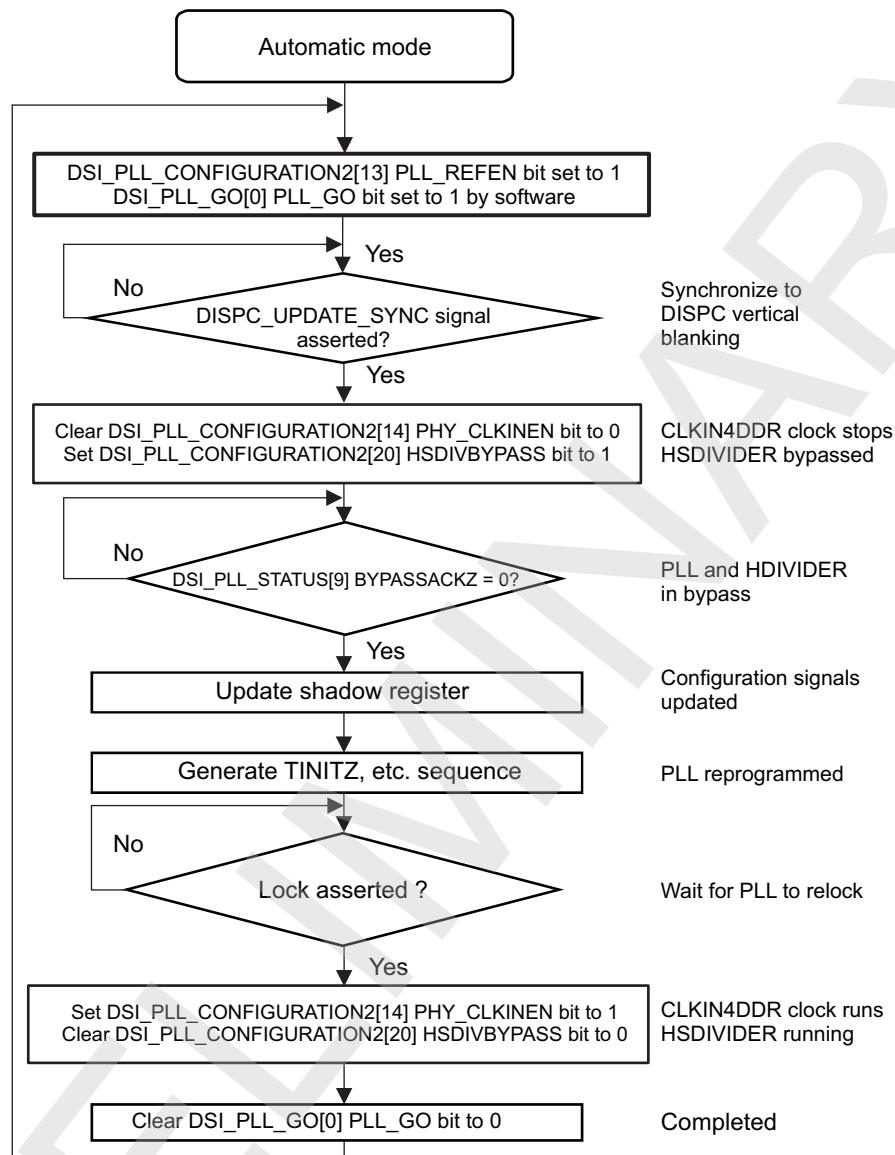 Automatic mode
DSI_PLL_CONFIGURATION2[13] PLL_REFEN bit set to 1
DSI_PLL_GO[0] PLL_GO bit set to 1 by software
Yes
No
DISPC_UPDATE_SYNC signal
asserted?
Synchronize to
DISPC vertical
blanking
Yes
Clear DSI_PLL_CONFIGURATION2[14] PHY_CLKINEN bit to 0
Set DSI_PLL_CONFIGURATION2[20] HSDIVBYPASS bit to 1
CLKIN4DDR clock stops
HSDIVIDER bypassed
No
DSI_PLL_STATUS[9] BYPASSACKZ = 0?
PLL and HDIVIDER
in bypass
Yes
Update shadow register
Configuration signals
updated
Generate TINITZ, etc. sequence
PLL reprogrammed
No
Lock asserted ?
Wait for PLL to relock
Yes
Set DSI_PLL_CONFIGURATION2[14] PHY_CLKINEN bit to 1
Clear DSI_PLL_CONFIGURATION2[20] HSDIVBYPASS bit to 0
CLKIN4DDR clock runs
HSDIVIDER running
Clear DSI_PLL_GO[0] PLL_GO bit to 0
Completed